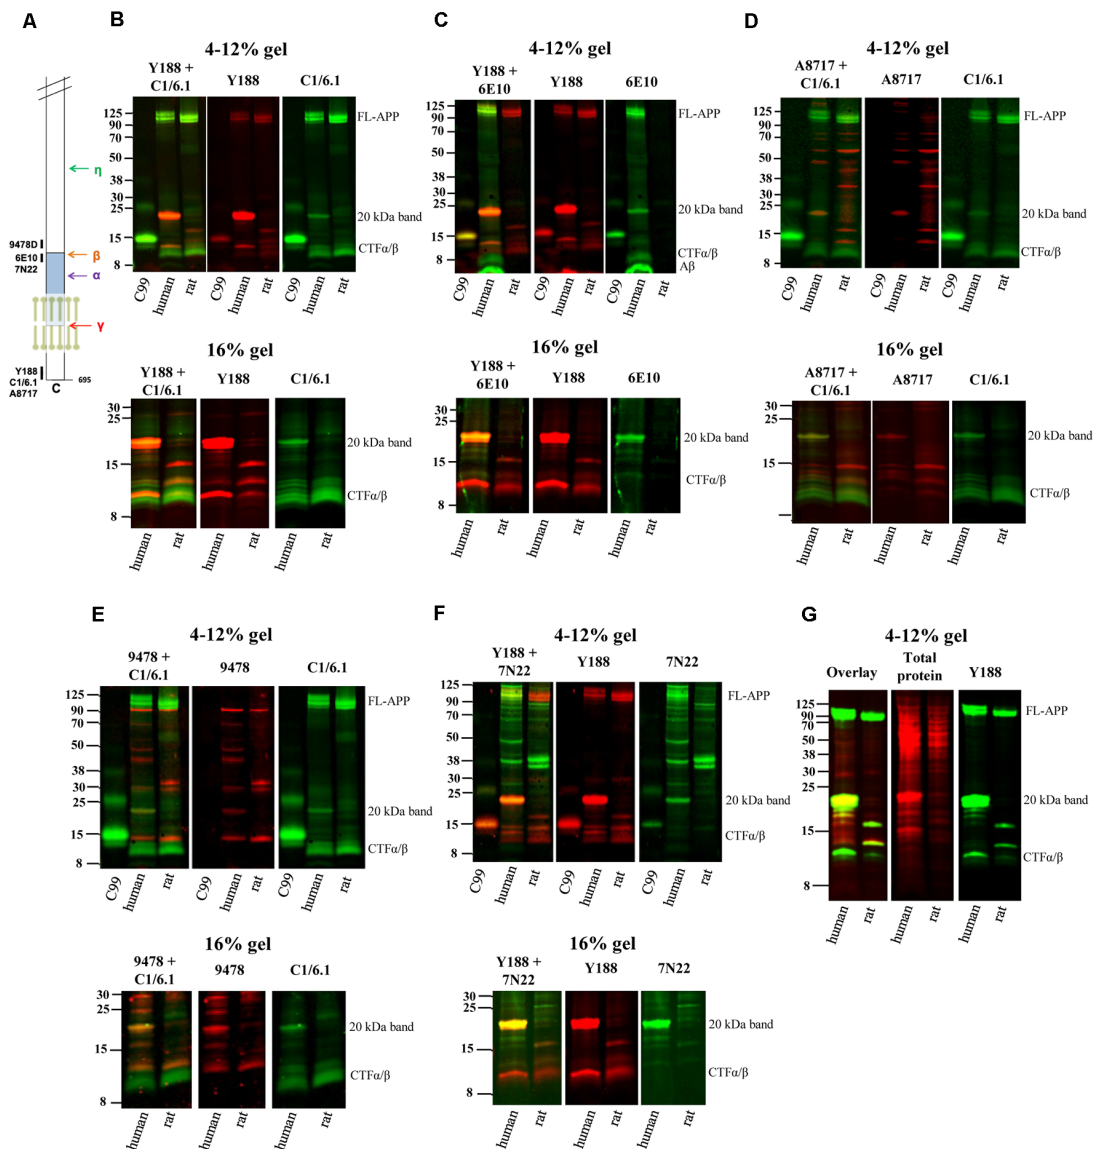 A
η
9478D
6E10
7N22
β
α
γ
Y188
C1/6.1
A8717
C
695
B
4-12% gel
Y188 +
C1/6.1
Y188
C1/6.1
125
90
70
50
38
30
25
15
8
FL-APP
20 kDa band
CTFα/β
C99
human
rat
human
rat
human
rat
16% gel
Y188 +
C1/6.1
Y188
C1/6.1
30
25
15
8
20 kDa band
CTFα/β
human
rat
human
rat
human
rat
C
4-12% gel
Y188 +
6E10
Y188
6E10
125
90
70
50
38
30
25
15
8
FL-APP
20 kDa band
CTFα/β
Aβ
C99
human
rat
C99
human
rat
C99
human
rat
16% gel
Y188 +
6E10
Y188
6E10
30
25
15
8
20 kDa band
CTFα/β
human
rat
human
rat
human
rat
D
4-12% gel
A8717 +
C1/6.1
A8717
C1/6.1
125
90
70
50
38
30
25
15
8
FL-APP
20 kDa band
CTFα/β
C99
human
rat
C99
human
rat
C99
human
rat
16% gel
A8717 +
C1/6.1
A8717
C1/6.1
30
25
15
20 kDa band
CTFα/β
human
rat
human
rat
human
rat
E
4-12% gel
9478 +
C1/6.1
9478
C1/6.1
125
90
70
50
38
30
25
15
8
FL-APP
20 kDa band
CTFα/β
C99
human
rat
human
rat
C99
human
rat
16% gel
9478 +
C1/6.1
9478
C1/6.1
30
25
15
8
20 kDa band
CTFα/β
human
rat
human
rat
human
rat
F
4-12% gel
Y188 +
7N22
Y188
7N22
125
90
70
50
38
30
25
15
8
FL-APP
20 kDa band
CTFα/β
C99
human
rat
C99
human
rat
C99
human
rat
16% gel
Y188 +
7N22
Y188
7N22
30
25
15
8
20 kDa band
CTFα/β
human
rat
human
rat
human
rat
G
4-12% gel
Overlay
Total
protein
Y188
125
90
70
50
38
30
25
15
8
FL-APP
20 kDa band
CTFα/β
human
rat
human
rat
human
rat